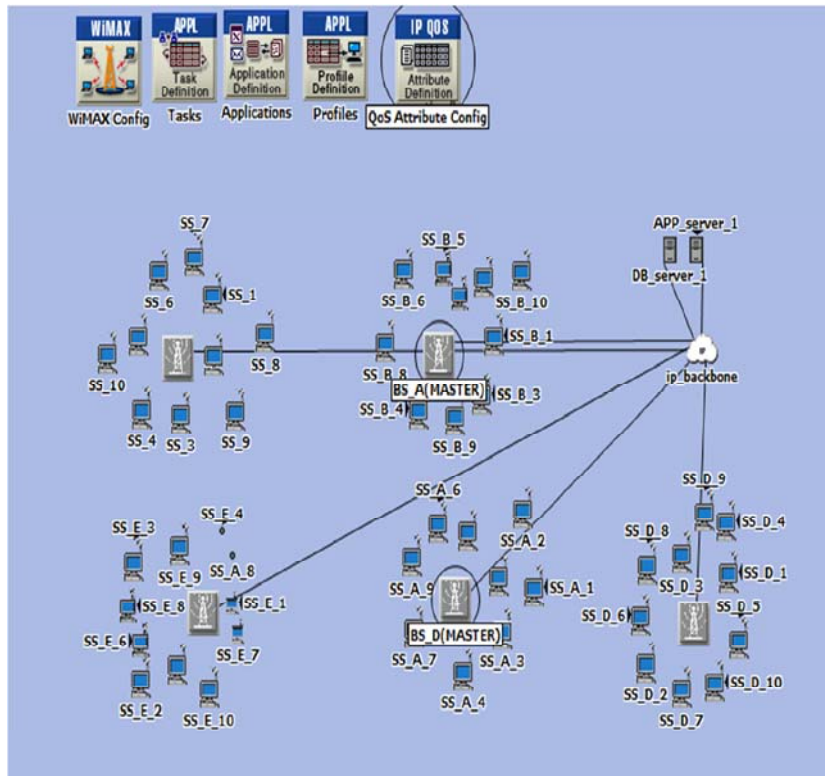 WiMAX
APPL
APPL
APPL
IP QOS
Task
Definition
Application
Definition
Profile
Definition
Attribute
Definition
WiMAX Config
Tasks
Applications
Profiles
QoS Attribute Config
SS_7
SS_6
SS_1
SS_8
SS_10
SS_4
SS_3
SS_9
SS_B_5
SS_B_6
SS_B_10
SS_B_1
SS_B_8
BS_A(MASTER)
SS_B_4
SS_B_3
SS_B_9
APP_server_1
DB_server_1
ip_backbone
SS_E_4
SS_E_3
SS_E_9
SS_A_8
SS_E_8
SS_E_1
SS_E_6
SS_E_7
SS_E_2
SS_E_10
SS_A_6
SS_A_2
SS_A_9
SS_A_1
BS_D(MASTER)
SS_A_7
SS_A_3
SS_A_4
SS_D_9
SS_D_4
SS_D_8
SS_D_3
SS_D_1
SS_D_6
SS_D_5
SS_D_2
SS_D_10
SS_D_7